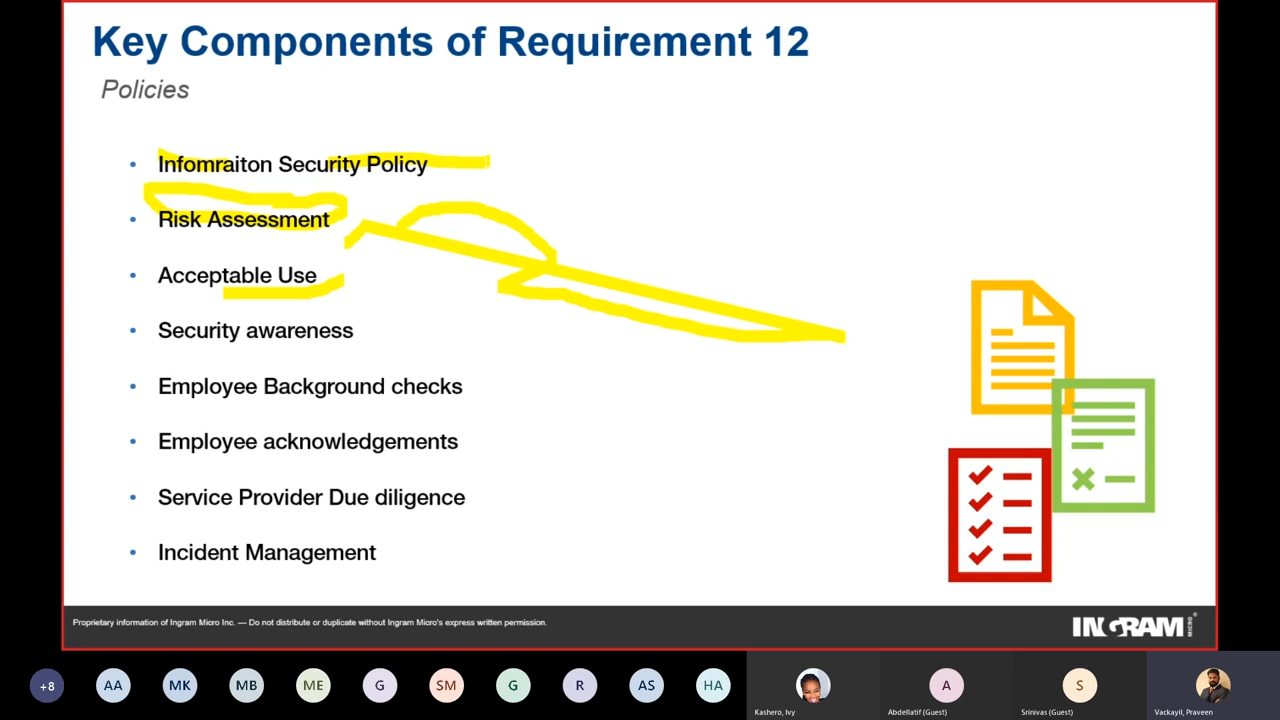 Key Components of Requirement 12
Policies
• Infomraiton Security Policy
• Risk Assessment
• Acceptable Use
• Security awareness
• Employee Background checks
• Employee acknowledgements
• Service Provider Due diligence
• Incident Management
Proprietary information of Ingram Micro Inc. — Do not distribute or duplicate without Ingram Micro's express written permission.
INGRAM MICRO
+8 AA MK MB ME G SM G R AS HA A S
Kashero, Ivy Abdellatif (Guest) Srinivas (Guest) Vackayil, Praveen